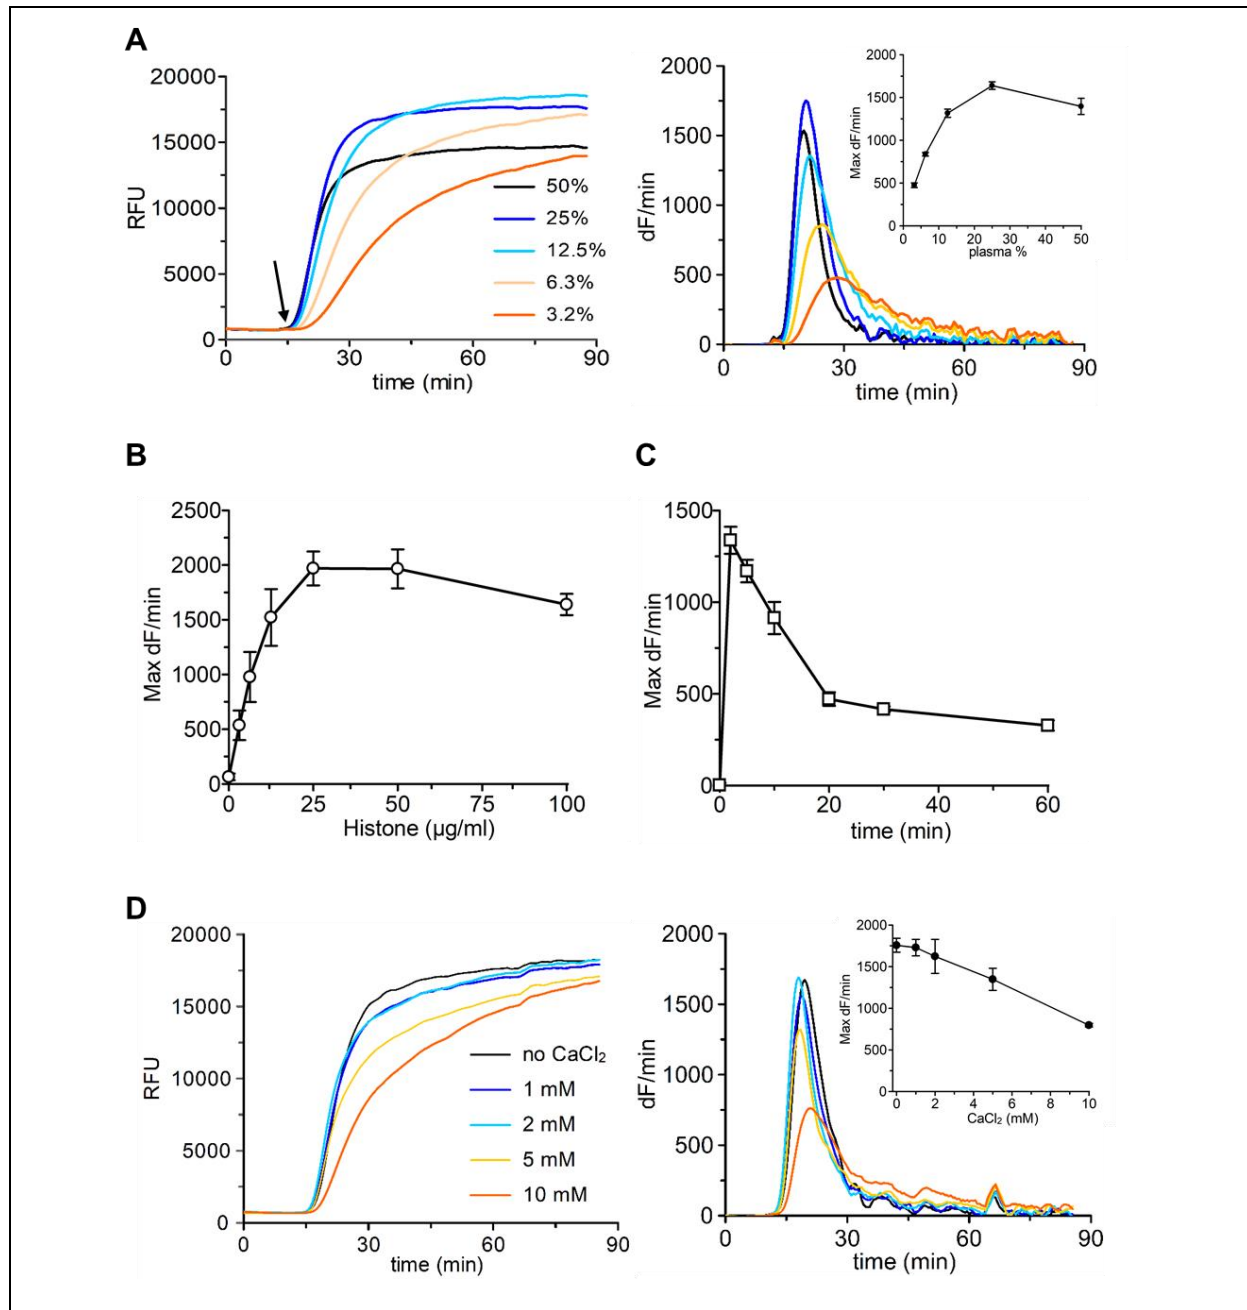 A
20000
15000
10000
5000
0
RFU
0 30 60 90
time (min)
50%
25%
12.5%
6.3%
3.2%
2000
1500
1000
500
0
dF/min
0 30 60 90
time (min)
2000
1500
1000
500
0
Max dF/min
0 10 20 30 40 50
plasma %
B
2500
2000
1500
1000
500
0
Max dF/min
0 25 50 75 100
Histone (µg/ml)
C
1500
1000
500
0
Max dF/min
0 20 40 60
time (min)
D
20000
15000
10000
5000
0
RFU
0 30 60 90
time (min)
no CaCl₂
1 mM
2 mM
5 mM
10 mM
2000
1500
1000
500
0
dF/min
0 30 60 90
time (min)
2000
1500
1000
500
0
Max dF/min
0 2 4 6 8 10
CaCl₂ (mM)